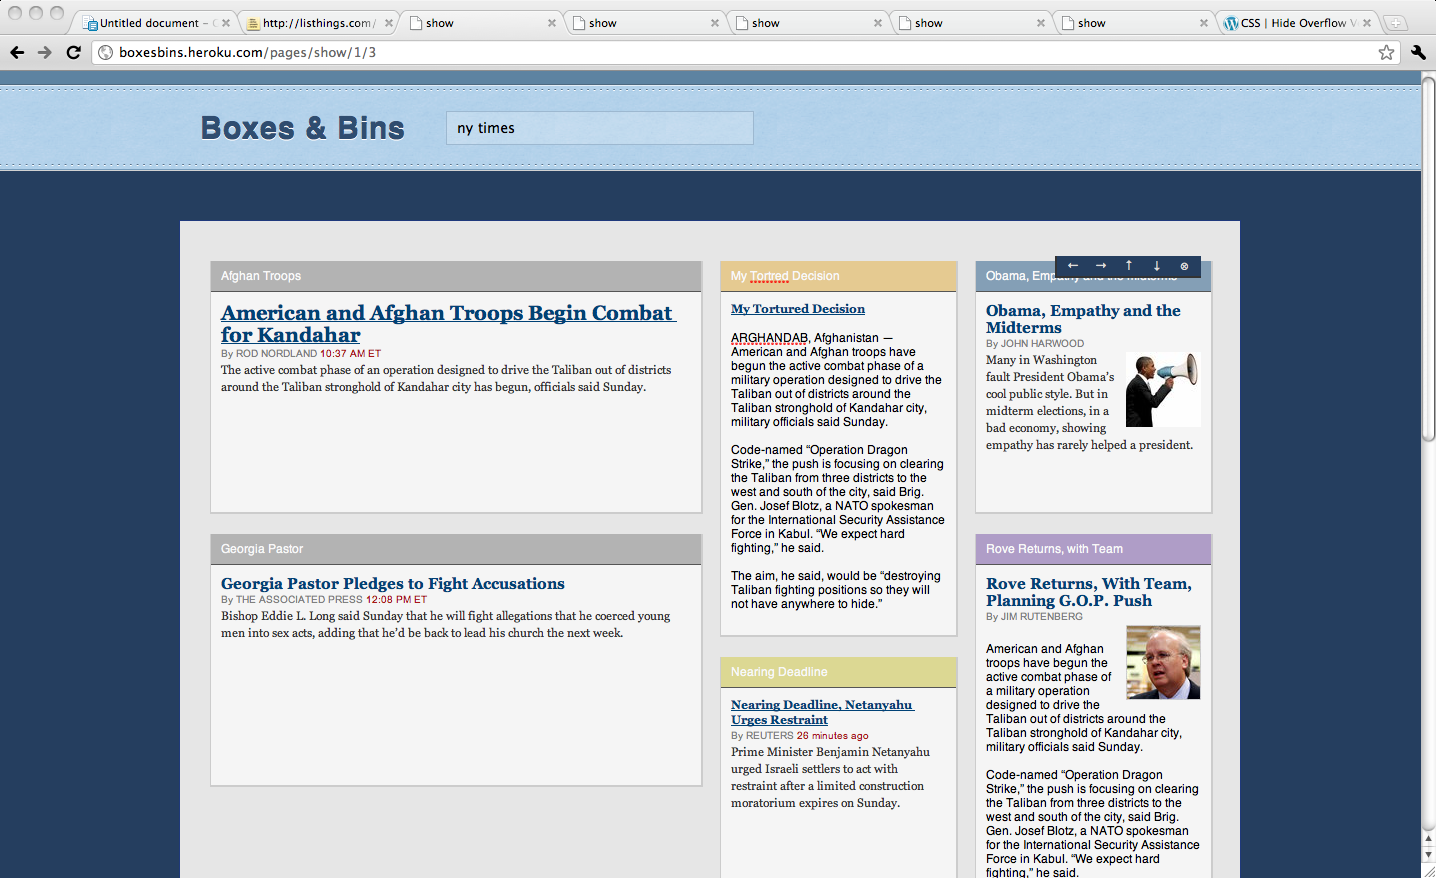 Untitled document – C
http://listhings.com/
show
show
show
show
show
CSS | Hide Overflow V
boxesbins.heroku.com/pages/show/1/3
Boxes & Bins
ny times
Afghan Troops
American and Afghan Troops Begin Combat
for Kandahar
By ROD NORDLAND 10:37 AM ET
The active combat phase of an operation designed to drive the Taliban out of districts
around the Taliban stronghold of Kandahar city has begun, officials said Sunday.
Georgia Pastor
Georgia Pastor Pledges to Fight Accusations
By THE ASSOCIATED PRESS 12:08 PM ET
Bishop Eddie L. Long said Sunday that he will fight allegations that he coerced young
men into sex acts, adding that he'd be back to lead his church the next week.
My Tortred Decision
My Tortured Decision
ARGHANDAB, Afghanistan —
American and Afghan troops have
begun the active combat phase of a
military operation designed to drive the
Taliban out of districts around the
Taliban stronghold of Kandahar city,
military officials said Sunday.
Code-named “Operation Dragon
Strike,” the push is focusing on clearing
the Taliban from three districts to the
west and south of the city, said Brig.
Gen. Josef Blotz, a NATO spokesman
for the International Security Assistance
Force in Kabul. “We expect hard
fighting,” he said.
The aim, he said, would be “destroying
Taliban fighting positions so they will
not have anywhere to hide.”
Nearing Deadline
Nearing Deadline, Netanyahu
Urges Restraint
By REUTERS 26 minutes ago
Prime Minister Benjamin Netanyahu
urged Israeli settlers to act with
restraint after a limited construction
moratorium expires on Sunday.
← → ↑ ↓ ⊗
Obama, Emp
Obama, Empathy and the
Midterms
By JOHN HARWOOD
Many in Washington
fault President Obama's
cool public style. But in
midterm elections, in a
bad economy, showing
empathy has rarely helped a president.
Rove Returns, with Team
Rove Returns, With Team,
Planning G.O.P. Push
By JIM RUTENBERG
American and Afghan
troops have begun the
active combat phase of
a military operation
designed to drive the
Taliban out of districts around the
Taliban stronghold of Kandahar city,
military officials said Sunday.
Code-named “Operation Dragon
Strike,” the push is focusing on clearing
the Taliban from three districts to the
west and south of the city, said Brig.
Gen. Josef Blotz, a NATO spokesman
for the International Security Assistance
Force in Kabul. “We expect hard
fighting,” he said.